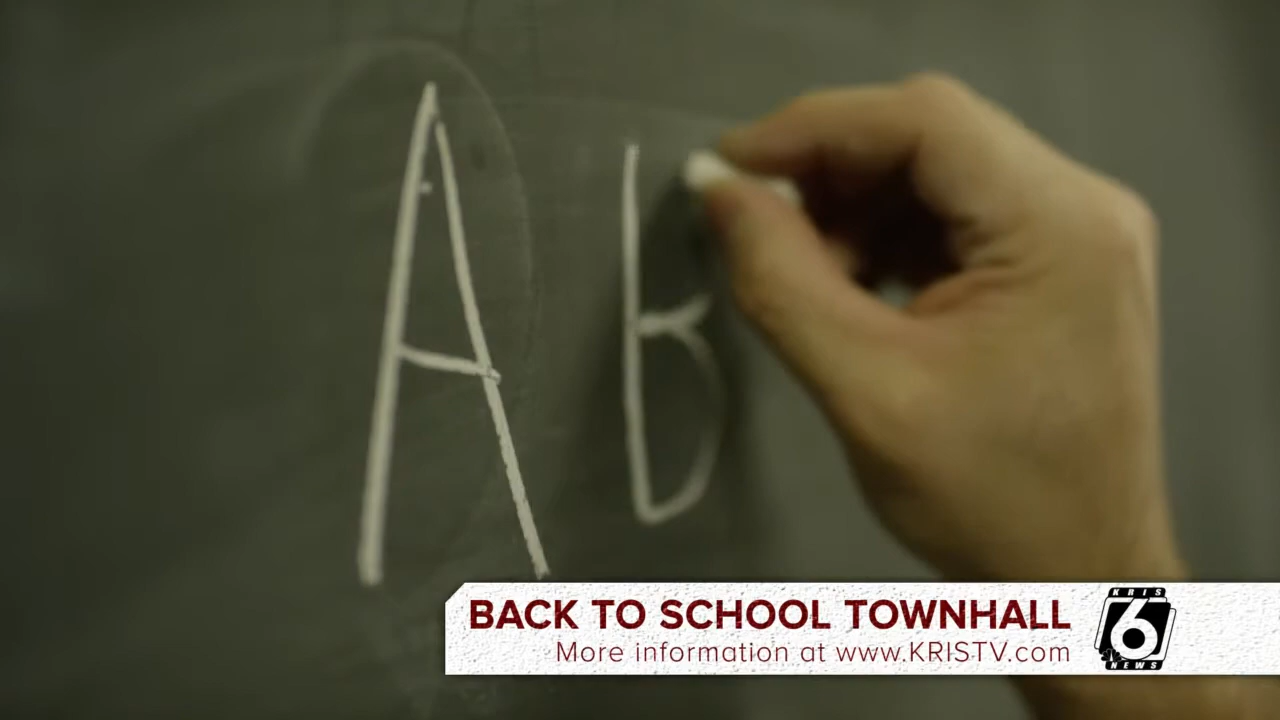 A B
BACK TO SCHOOL TOWNHALL
More information at www.KRISTV.com
KRIS
6
NEWS